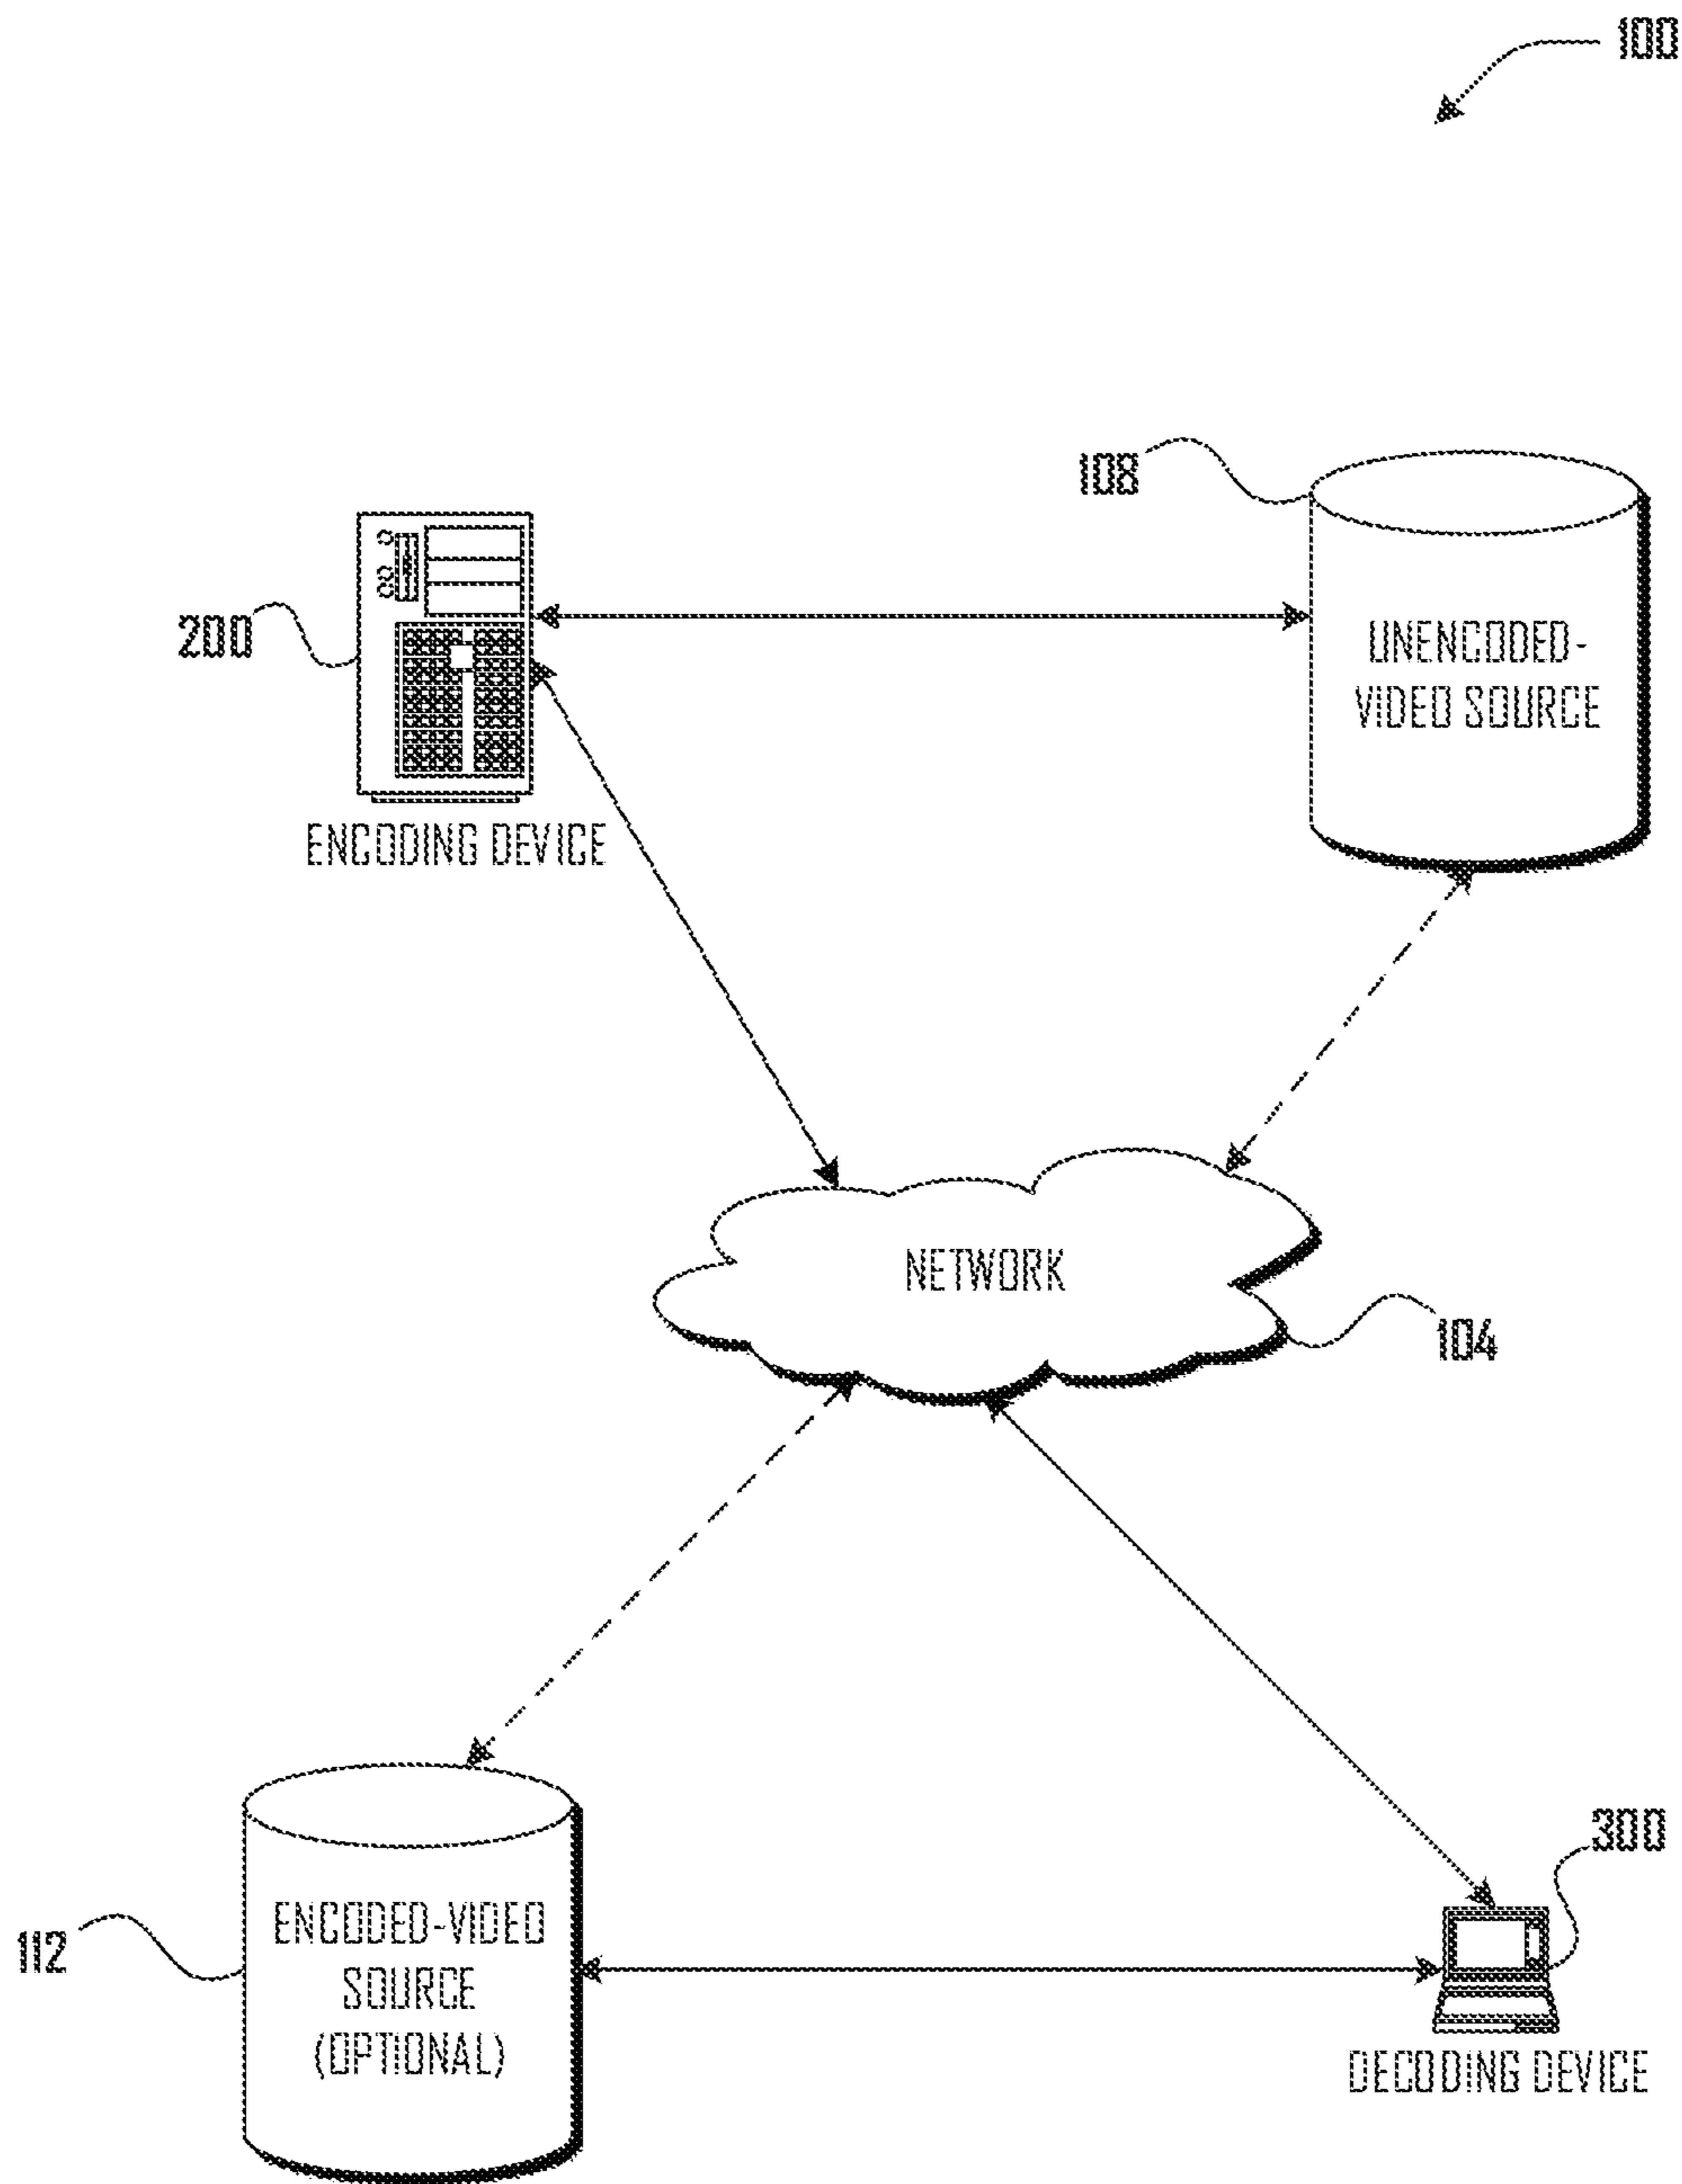 100
108
200
UNENCODED-
VIDEO SOURCE
ENCODING DEVICE
NETWORK
104
300
112
ENCODED-VIDEO
SOURCE
(OPTIONAL)
DECODING DEVICE